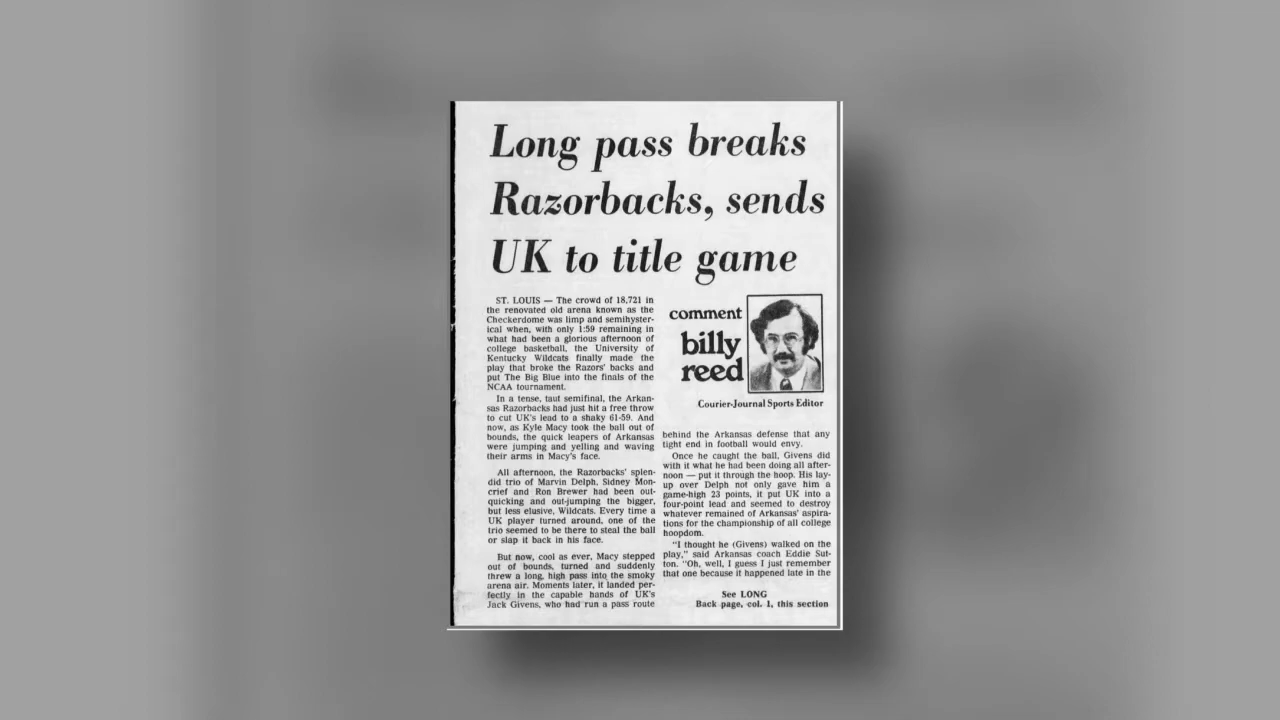 Long pass breaks
Razorbacks, sends
UK to title game
ST. LOUIS — The crowd of 18,721 in
the renovated old arena known as the
Checkerdome was limp and semihyster-
ical when, with only 1:59 remaining in
what had been a glorious afternoon of
college basketball, the University of
Kentucky Wildcats finally made the
play that broke the Razors' backs and
put The Big Blue into the finals of the
NCAA tournament.
In a tense, taut semifinal, the Arkan-
sas Razorbacks had just hit a free throw
to cut UK's lead to a shaky 61-59. And
now, as Kyle Macy took the ball out of
bounds, the quick leapers of Arkansas
were jumping and yelling and waving
their arms in Macy's face.
All afternoon, the Razorbacks' splen-
did trio of Marvin Delph, Sidney Mon-
crief and Ron Brewer had been out-
quicking and out-jumping the bigger,
but less elusive, Wildcats. Every time a
UK player turned around, one of the
trio seemed to be there to steal the ball
or slap it back in his face.
But now, cool as ever, Macy stepped
out of bounds, turned and suddenly
threw a long, high pass into the smoky
arena air. Moments later, it landed per-
fectly in the capable hands of UK's
Jack Givens, who had run a pass route
comment
billy
reed
Courier-Journal Sports Editor
behind the Arkansas defense that any
tight end in football would envy.
Once he caught the ball, Givens did
with it what he had been doing all after-
noon — put it through the hoop. His lay-
up over Delph not only gave him a
game-high 23 points, it put UK into a
four-point lead and seemed to destroy
whatever remained of Arkansas' aspira-
tions for the championship of all college
hoopdom.
"I thought he (Givens) walked on the
play," said Arkansas coach Eddie Sut-
ton. "Oh, well, I guess I just remember
that one because it happened late in the
See LONG
Back page, col. 1, this section